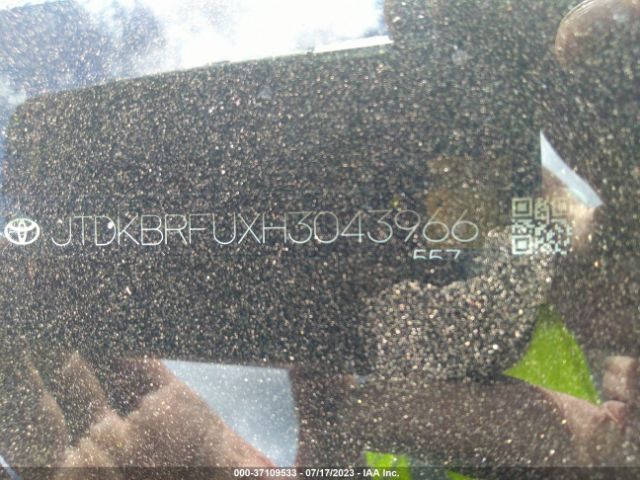 JTDKBRFUXH3043966
557
000-37109533 - 07/17/2023 - IAA Inc.